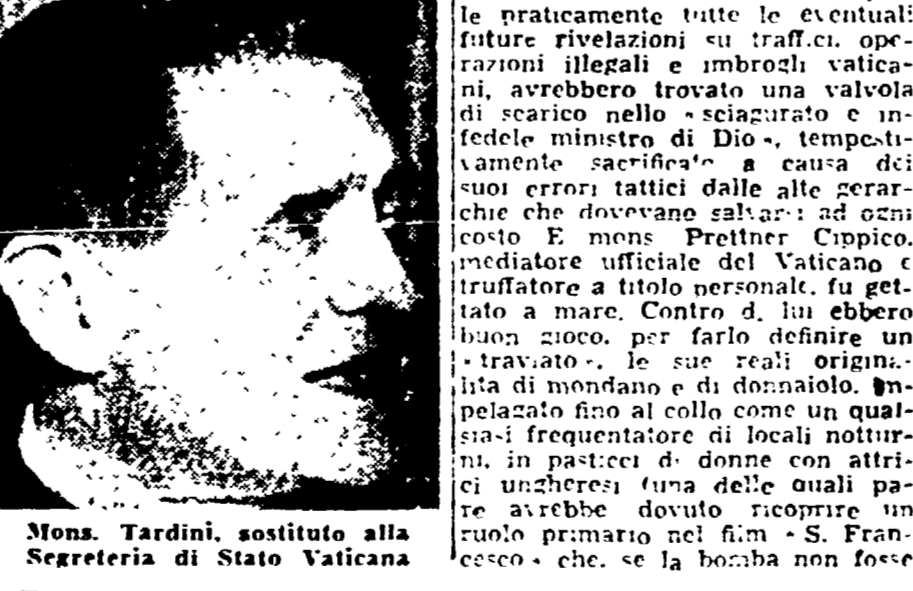 Mons. Tardini, sostituto alla
Segreteria di Stato Vaticana
le praticamente tutte le eventuali
future rivelazioni su traffici, ope-
razioni illegali e imbrogli vatica-
ni, avrebbero trovato una valvola
di scarico nello « sciagurato e in-
fedele ministro di Dio », tempesti-
vamente sacrificato a causa dei
suoi errori tattici dalle alte gerar-
chie che dovevano salvarsi ad ogni
costo E mons Prettner Cippico,
mediatore ufficiale del Vaticano e
truffatore a titolo personale, fu get-
tato a mare. Contro di lui ebbero
buon gioco, per farlo definire un
« traviato », le sue reali origina-
lità di mondano e di donnaiolo. Im-
pelagato fino al collo come un qual-
siasi frequentatore di locali nottur-
ni, in pasticci di donne con attri-
ci ungheresi (una delle quali pa-
re avrebbe dovuto ricoprire un
ruolo primario nel film « S. Fran-
cesco » che, se la bomba non fosse